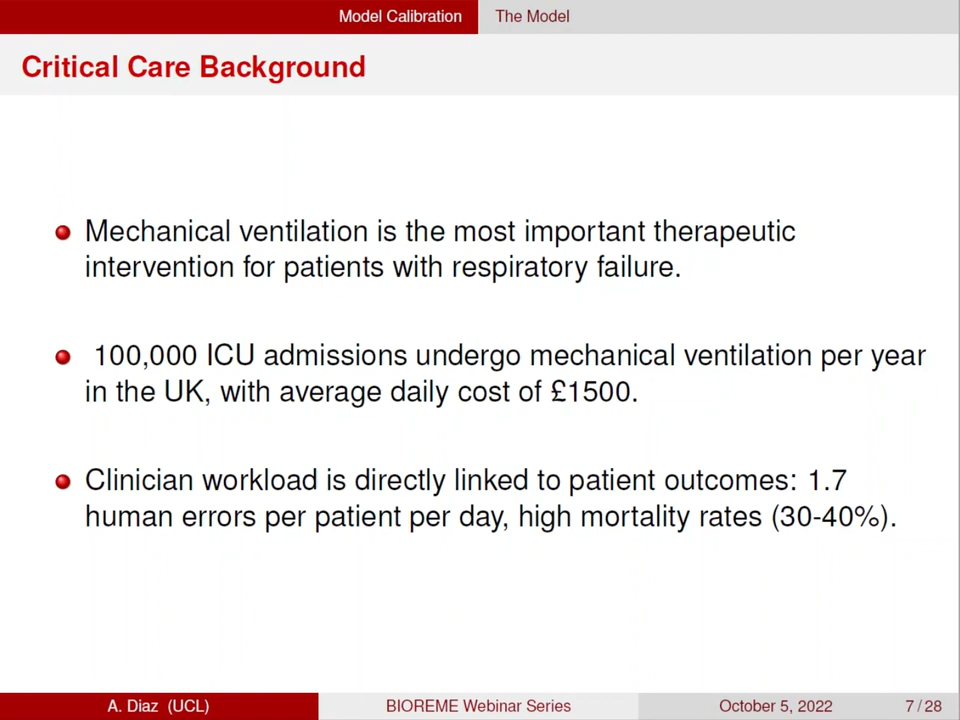 Model Calibration The Model
Critical Care Background
Mechanical ventilation is the most important therapeutic
intervention for patients with respiratory failure.
100,000 ICU admissions undergo mechanical ventilation per year
in the UK, with average daily cost of £1500.
Clinician workload is directly linked to patient outcomes: 1.7
human errors per patient per day, high mortality rates (30-40%).
A. Diaz (UCL) BIOREME Webinar Series October 5, 2022 7 / 28